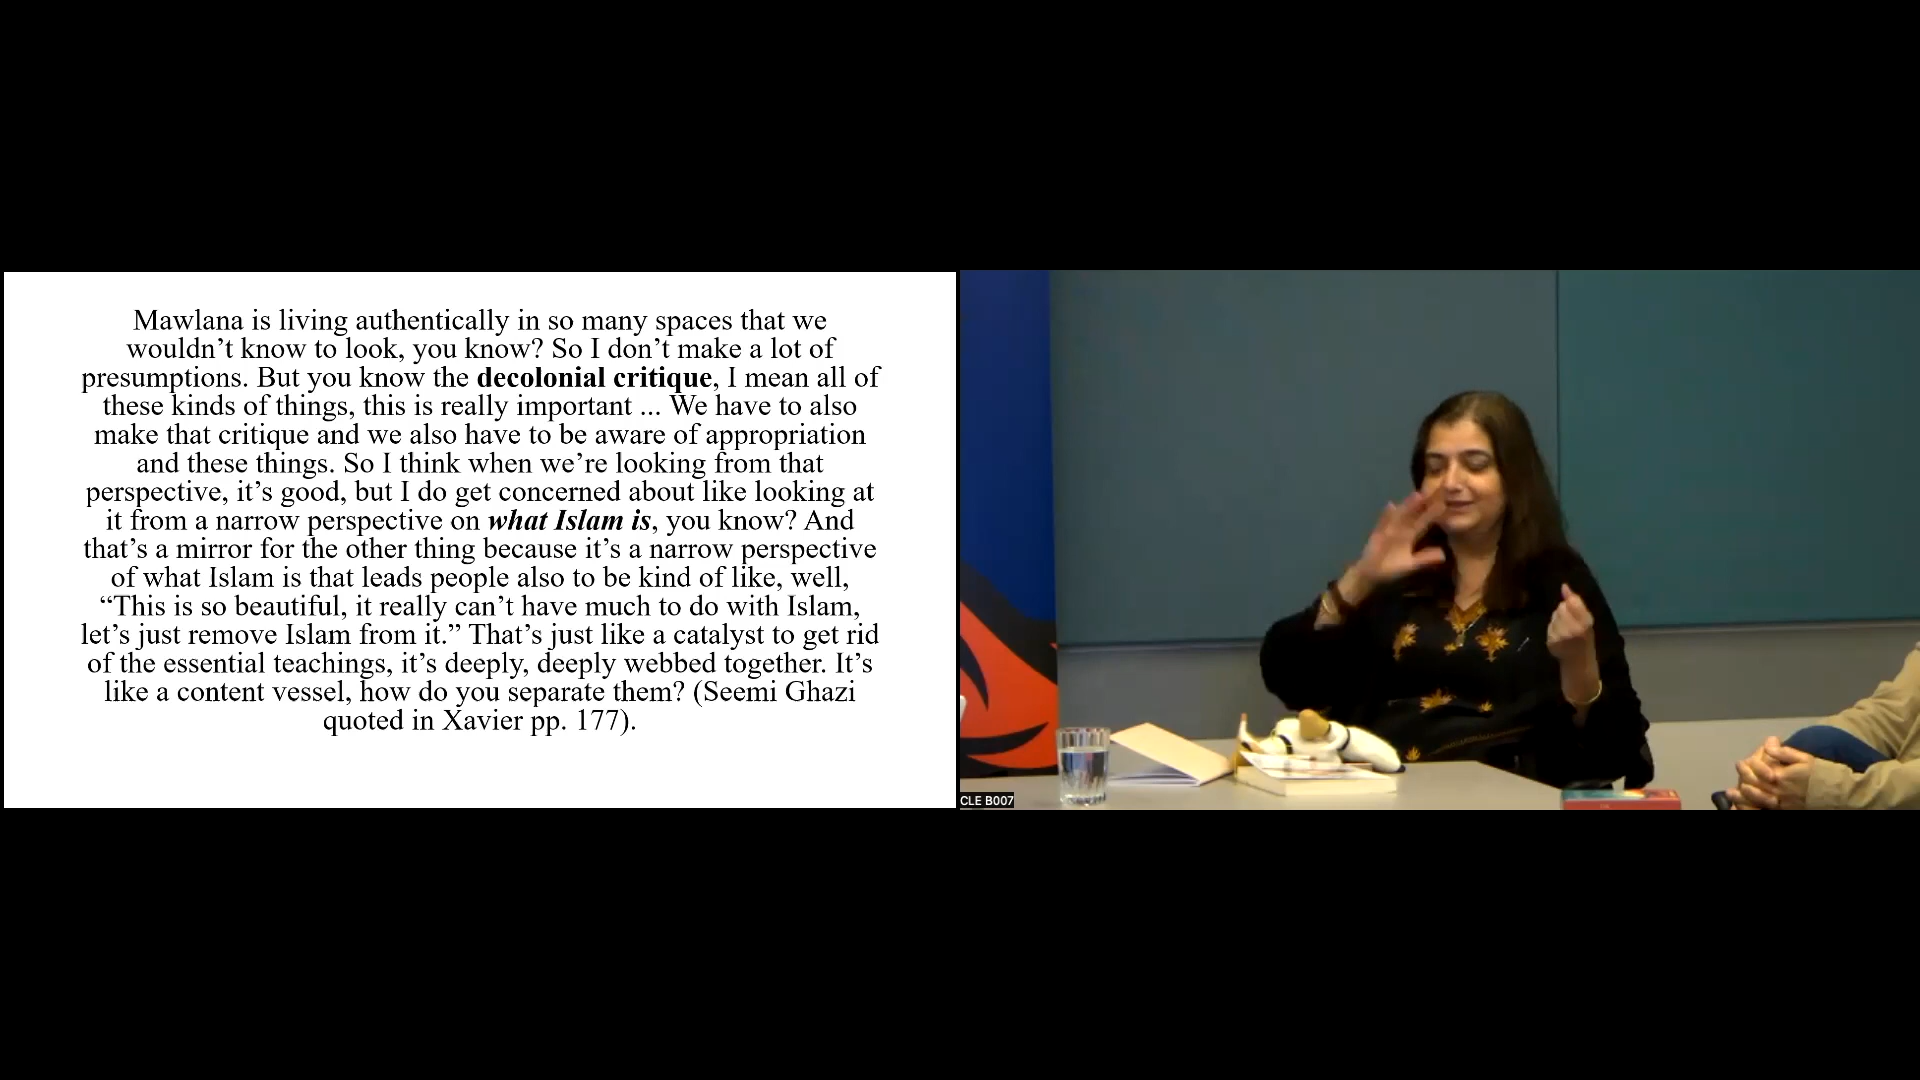 Mawlana is living authentically in so many spaces that we
wouldn’t know to look, you know? So I don’t make a lot of
presumptions. But you know the decolonial critique, I mean all of
these kinds of things, this is really important ... We have to also
make that critique and we also have to be aware of appropriation
and these things. So I think when we’re looking from that
perspective, it’s good, but I do get concerned about like looking at
it from a narrow perspective on what Islam is, you know? And
that’s a mirror for the other thing because it’s a narrow perspective
of what Islam is that leads people also to be kind of like, well,
“This is so beautiful, it really can’t have much to do with Islam,
let’s just remove Islam from it.” That’s just like a catalyst to get rid
of the essential teachings, it’s deeply, deeply webbed together. It’s
like a content vessel, how do you separate them? (Seemi Ghazi
quoted in Xavier pp. 177).
CLE B007